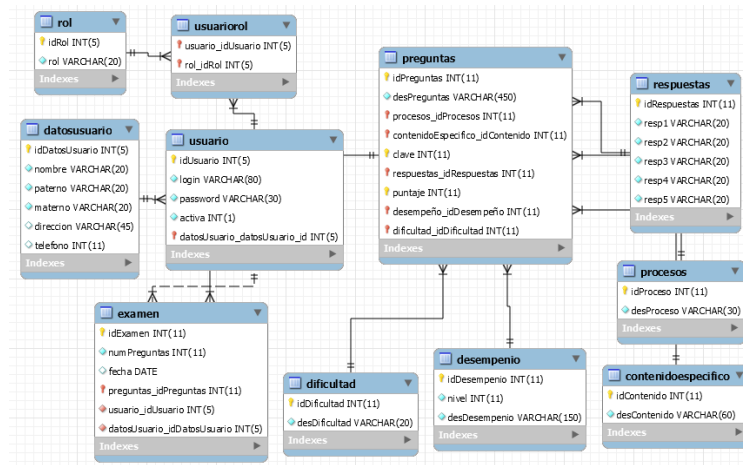 rol
idRol INT(5)
rol VARCHAR(20)
Indexes
usuariorol
usuario_idUsuario INT(5)
rol_idRol INT(5)
Indexes
preguntas
idPreguntas INT(11)
desPreguntas VARCHAR(450)
procesos_idProcesos INT(11)
contenidoEspecifico_idContenido INT(11)
clave INT(11)
respuestas_idRespuestas INT(11)
puntaje INT(11)
desempeño_idDesempeño INT(11)
dificultad_idDificultad INT(11)
Indexes
respuestas
idRespuestas INT(11)
resp1 VARCHAR(20)
resp2 VARCHAR(20)
resp3 VARCHAR(20)
resp4 VARCHAR(20)
resp5 VARCHAR(20)
Indexes
datosusuario
idDatosUsuario INT(5)
nombre VARCHAR(20)
paterno VARCHAR(20)
materno VARCHAR(20)
direccion VARCHAR(45)
telefono INT(11)
Indexes
usuario
idUsuario INT(5)
login VARCHAR(80)
password VARCHAR(30)
activa INT(1)
datosUsuario_datosUsuario_id INT(5)
Indexes
procesos
idProceso INT(11)
desProceso VARCHAR(30)
Indexes
examen
idExamen INT(11)
numPreguntas INT(11)
fecha DATE
preguntas_idPreguntas INT(11)
usuario_idUsuario INT(5)
datosUsuario_idDatosUsuario INT(5)
Indexes
dificultad
idDificultad INT(11)
desDificultad VARCHAR(20)
Indexes
desempenio
idDesempenio INT(11)
nivel INT(11)
desDesempenio VARCHAR(150)
Indexes
contenidoespecifico
idContenido INT(11)
desContenido VARCHAR(60)
Indexes